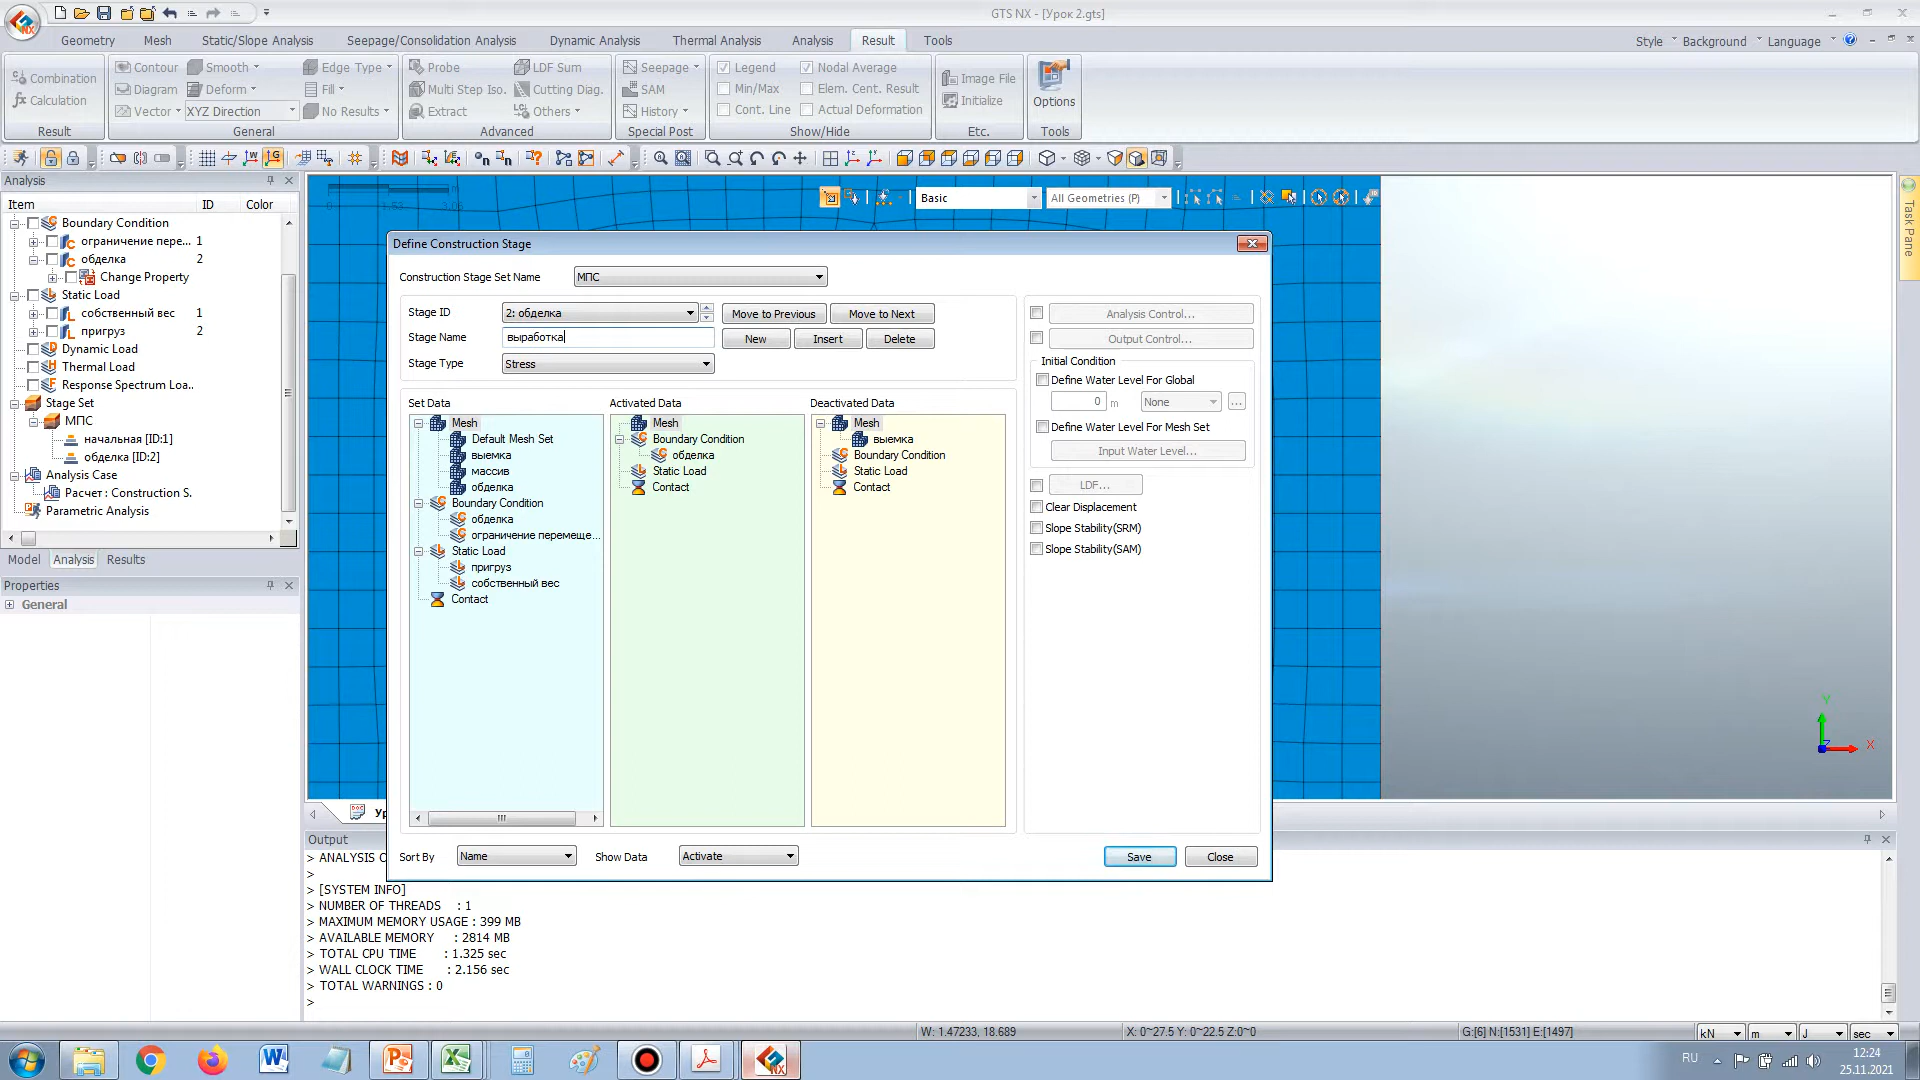 GTS NX - [Урок 2.gts]
Geometry Mesh Static/Slope Analysis Seepage/Consolidation Analysis Dynamic Analysis Thermal Analysis Analysis Result Tools
Style Background Language
Combination
Calculation
Result
Contour Smooth Edge Type
Diagram Deform Fill
Vector XYZ Direction No Results
General
Probe LDF Sum
Multi Step Iso. Cutting Diag.
Extract Others
Advanced
Seepage
SAM
History
Special Post
Legend Nodal Average
Min/Max Elem. Cent. Result
Cont. Line Actual Deformation
Show/Hide
Image File
Initialize
Etc.
Options
Tools
Analysis
Item ID Color
Boundary Condition
ограничение пере... 1
обделка 2
Change Property
Static Load
собственный вес 1
пригруз 2
Dynamic Load
Thermal Load
Response Spectrum Loa..
Stage Set
МПС
начальная [ID:1]
обделка [ID:2]
Analysis Case
Расчет : Construction S.
Parametric Analysis
Model Analysis Results
Properties
General
Basic
All Geometries (P)
Task Pane
Define Construction Stage
Construction Stage Set Name МПС
Stage ID 2: обделка Move to Previous Move to Next
Stage Name выработка New Insert Delete
Stage Type Stress
Set Data
Mesh
Default Mesh Set
выемка
массив
обделка
Boundary Condition
обделка
ограничение перемеще...
Static Load
пригруз
собственный вес
Contact
Activated Data
Mesh
Boundary Condition
обделка
Static Load
Contact
Deactivated Data
Mesh
выемка
Boundary Condition
Static Load
Contact
Analysis Control...
Output Control...
Initial Condition
Define Water Level For Global
0 m None ...
Define Water Level For Mesh Set
Input Water Level...
LDF...
Clear Displacement
Slope Stability(SRM)
Slope Stability(SAM)
Sort By Name Show Data Activate Save Close
Y
X
Output
> ANALYSIS C
>
> [SYSTEM INFO]
> NUMBER OF THREADS : 1
> MAXIMUM MEMORY USAGE : 399 MB
> AVAILABLE MEMORY : 2814 MB
> TOTAL CPU TIME : 1.325 sec
> WALL CLOCK TIME : 2.156 sec
> TOTAL WARNINGS : 0
>
W: 1.47233, 18.689 X: 0~27.5 Y: 0~22.5 Z:0~0 G:[6] N:[1531] E:[1497] kN m J sec
RU
12:24
25.11.2021